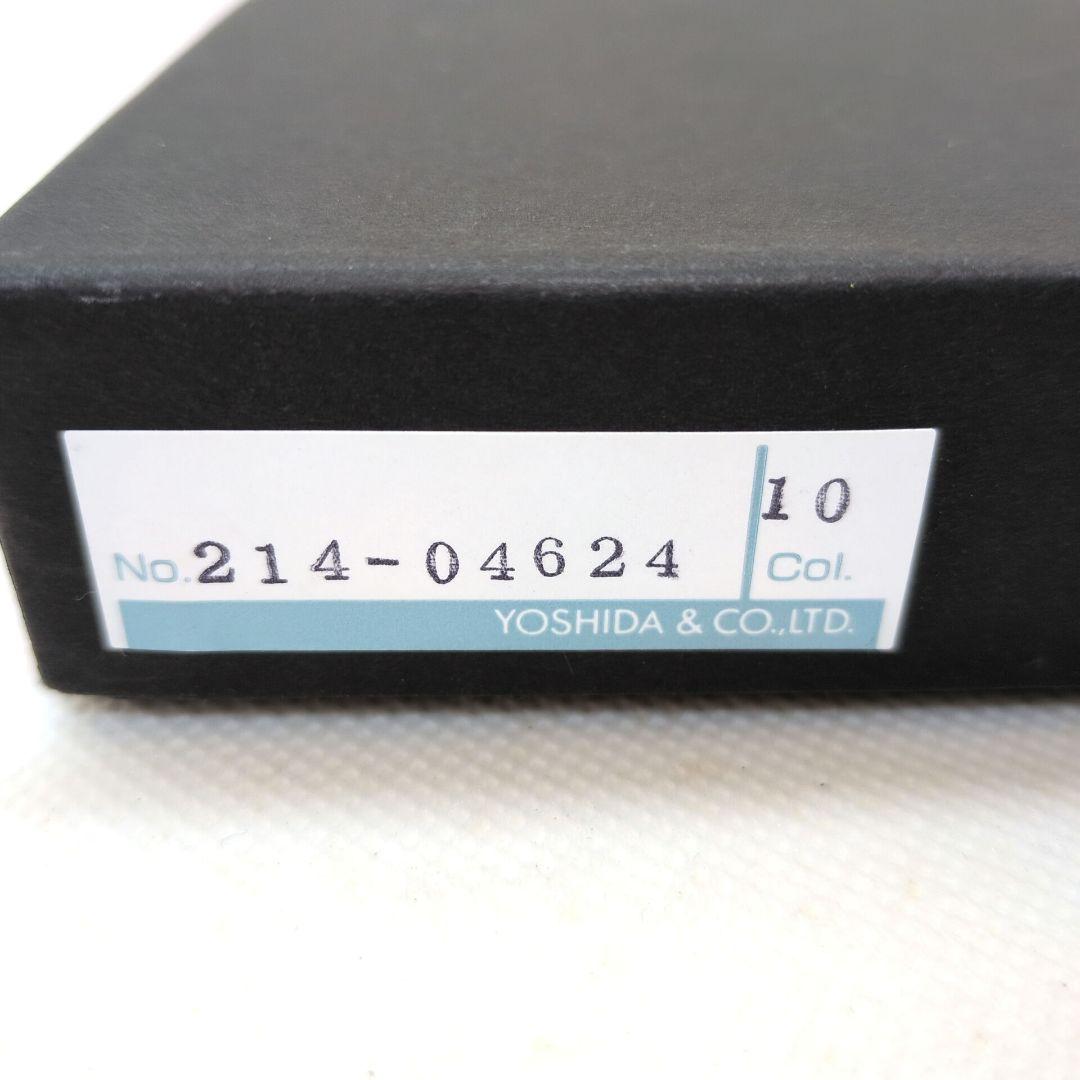 No. 214-04624
10
Col.
YOSHIDA & CO.,LTD.